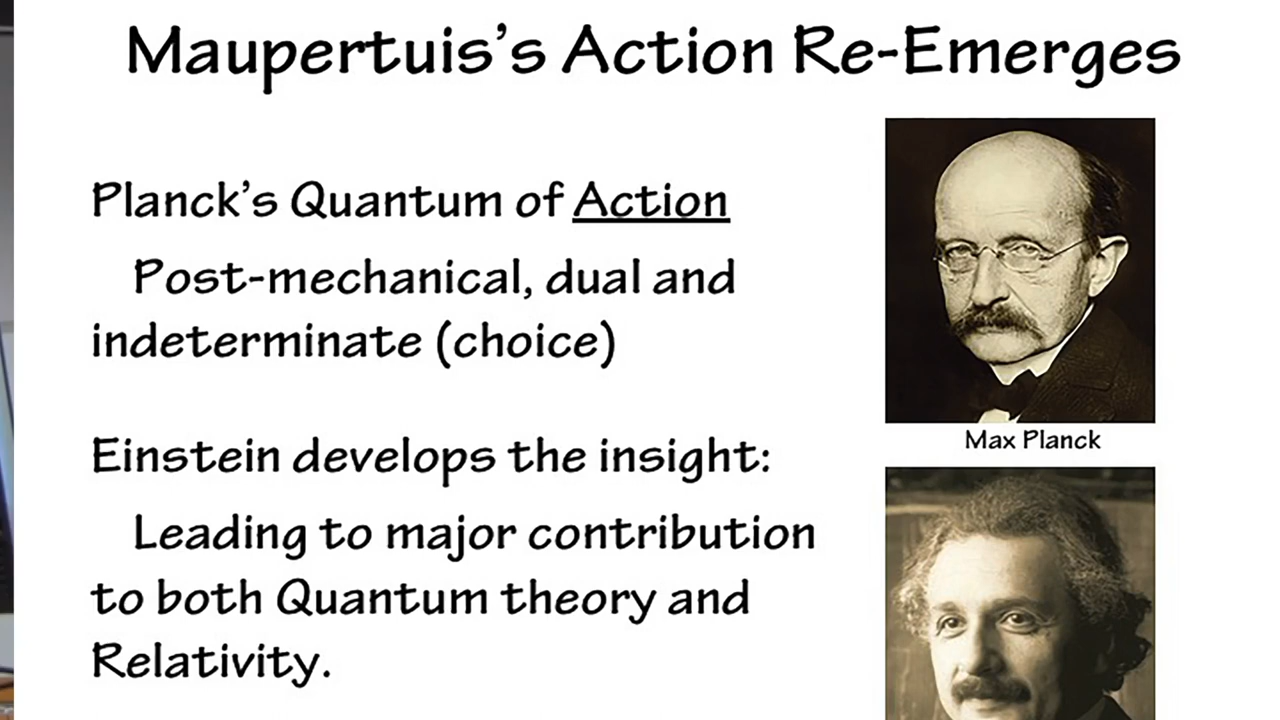 Maupertuis’s Action Re-Emerges
Planck’s Quantum of Action
Post-mechanical, dual and
indeterminate (choice)
Einstein develops the insight:
Leading to major contribution
to both Quantum theory and
Relativity.
Max Planck